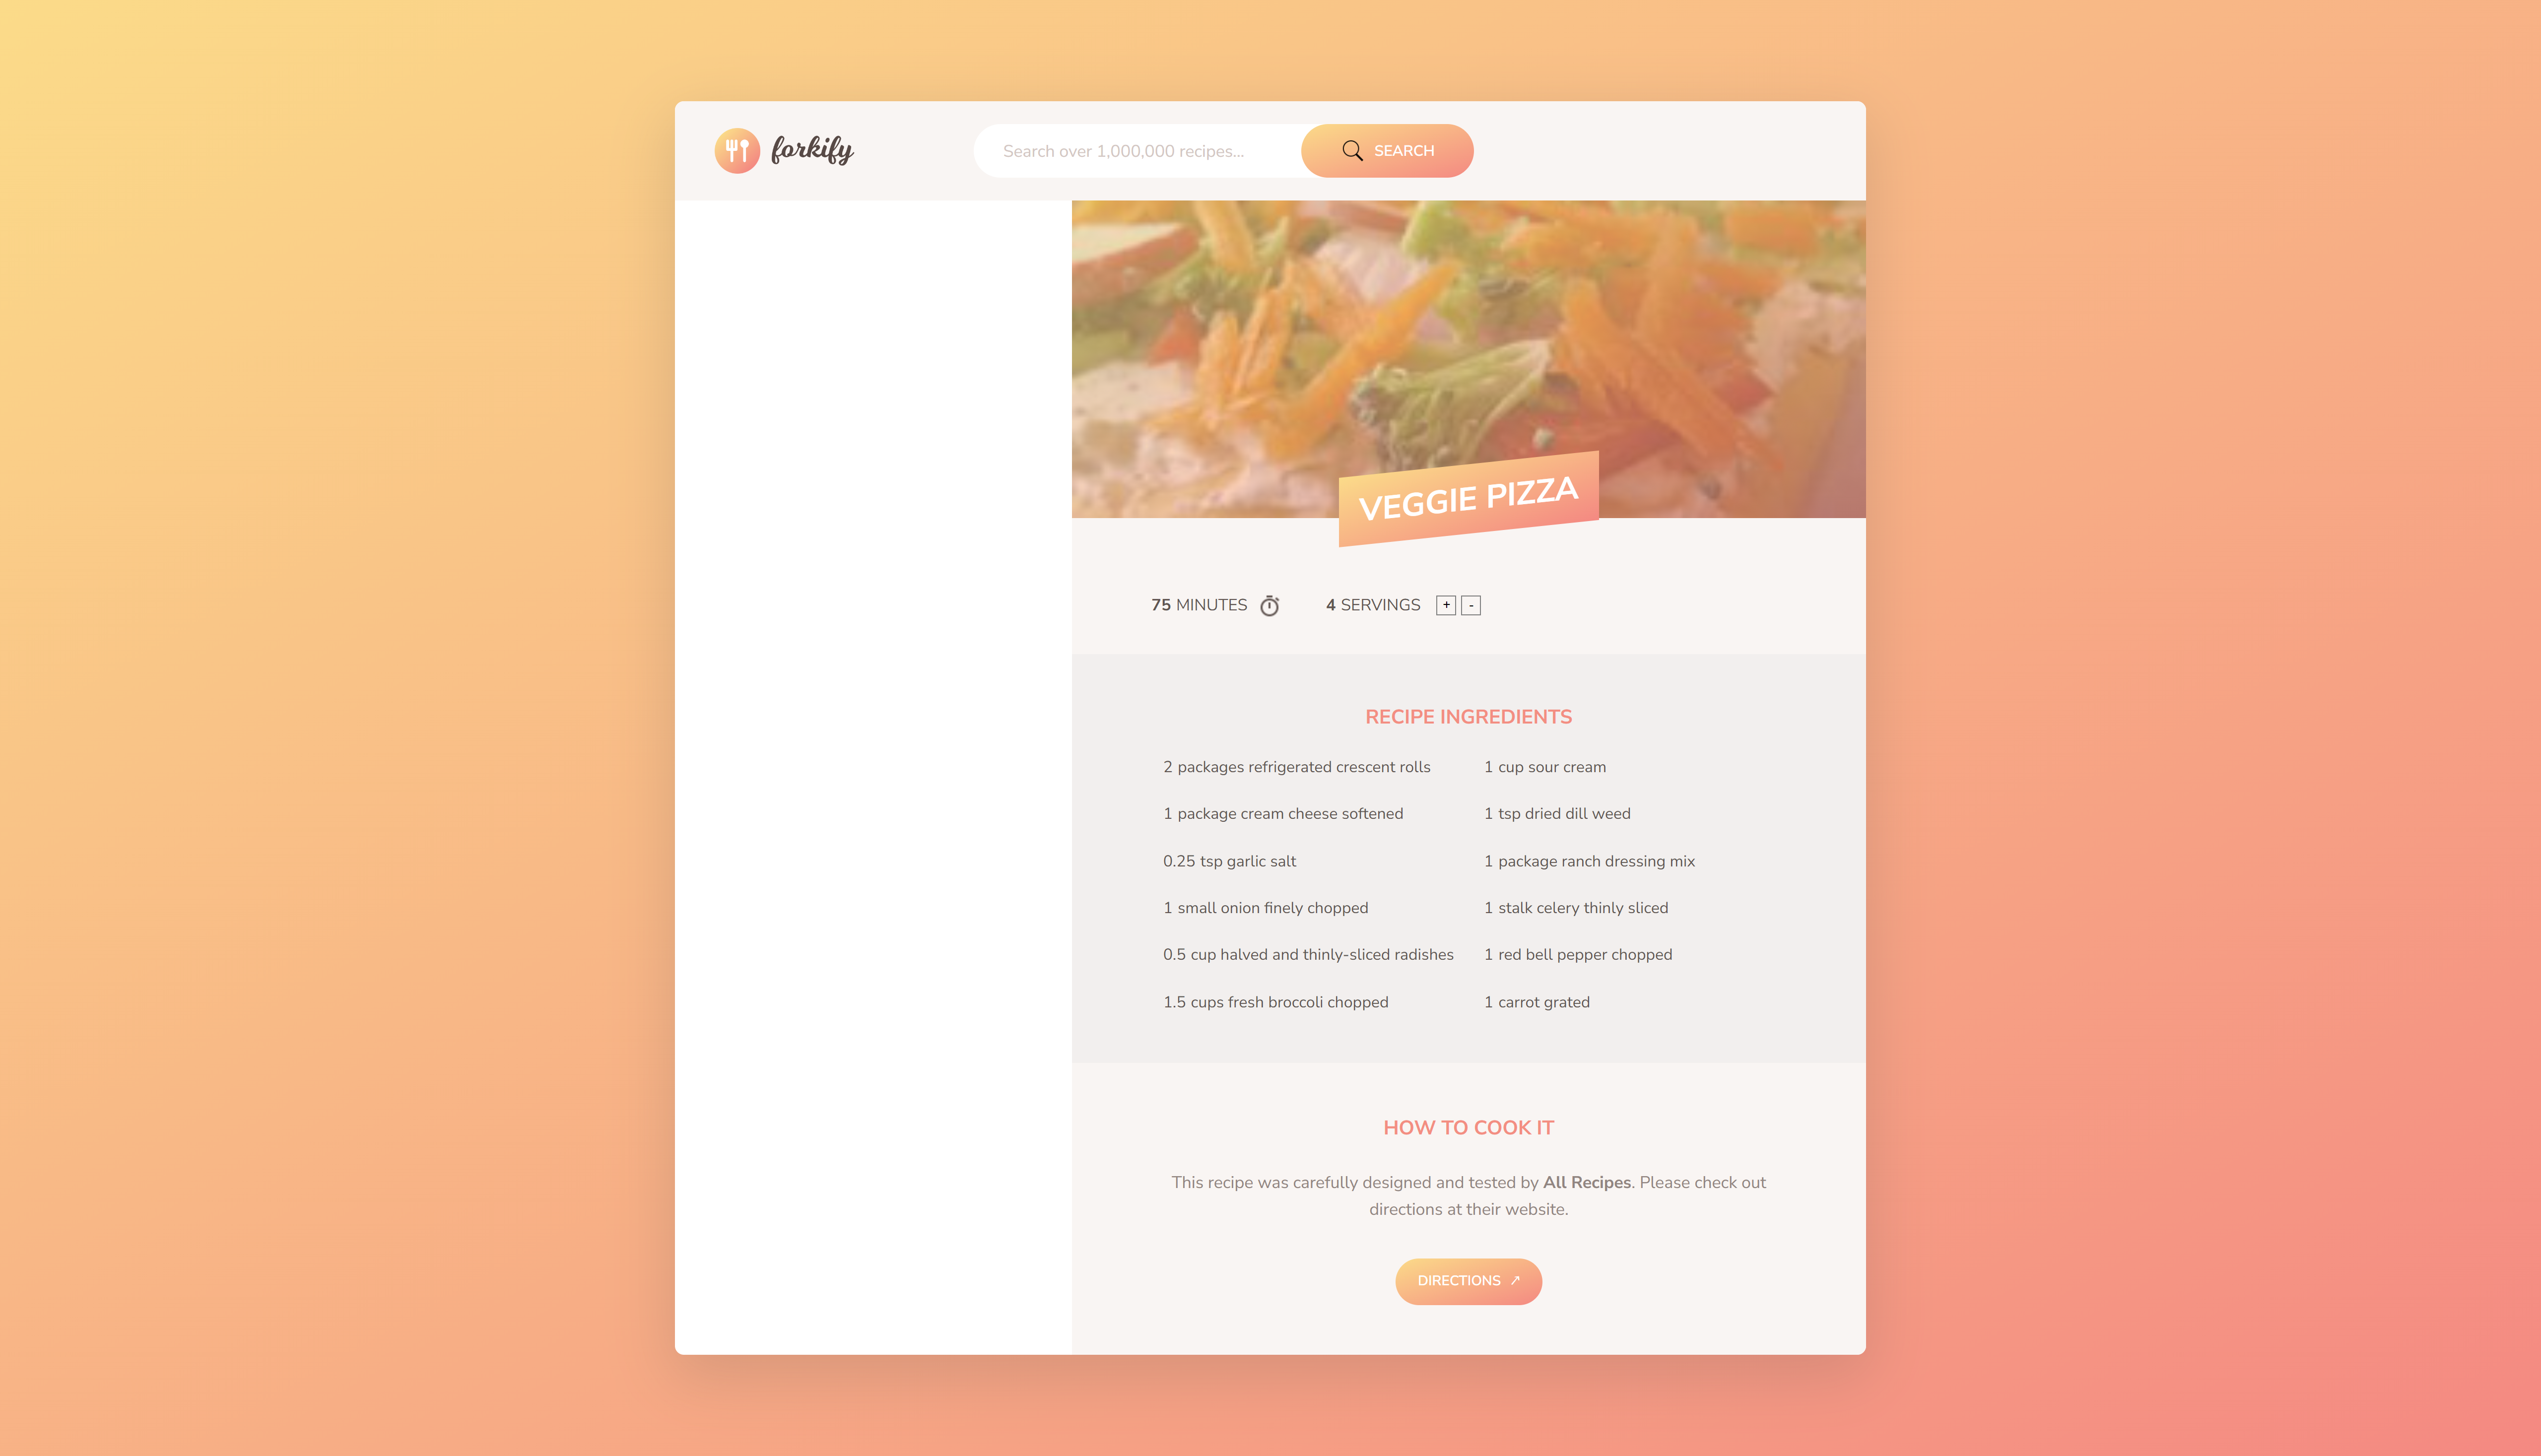 forkify
Search over 1,000,000 recipes...
SEARCH
VEGGIE PIZZA
75 MINUTES
4 SERVINGS + -
RECIPE INGREDIENTS
2 packages refrigerated crescent rolls
1 package cream cheese softened
0.25 tsp garlic salt
1 small onion finely chopped
0.5 cup halved and thinly-sliced radishes
1.5 cups fresh broccoli chopped
1 cup sour cream
1 tsp dried dill weed
1 package ranch dressing mix
1 stalk celery thinly sliced
1 red bell pepper chopped
1 carrot grated
HOW TO COOK IT
This recipe was carefully designed and tested by All Recipes. Please check out
directions at their website.
DIRECTIONS ↗